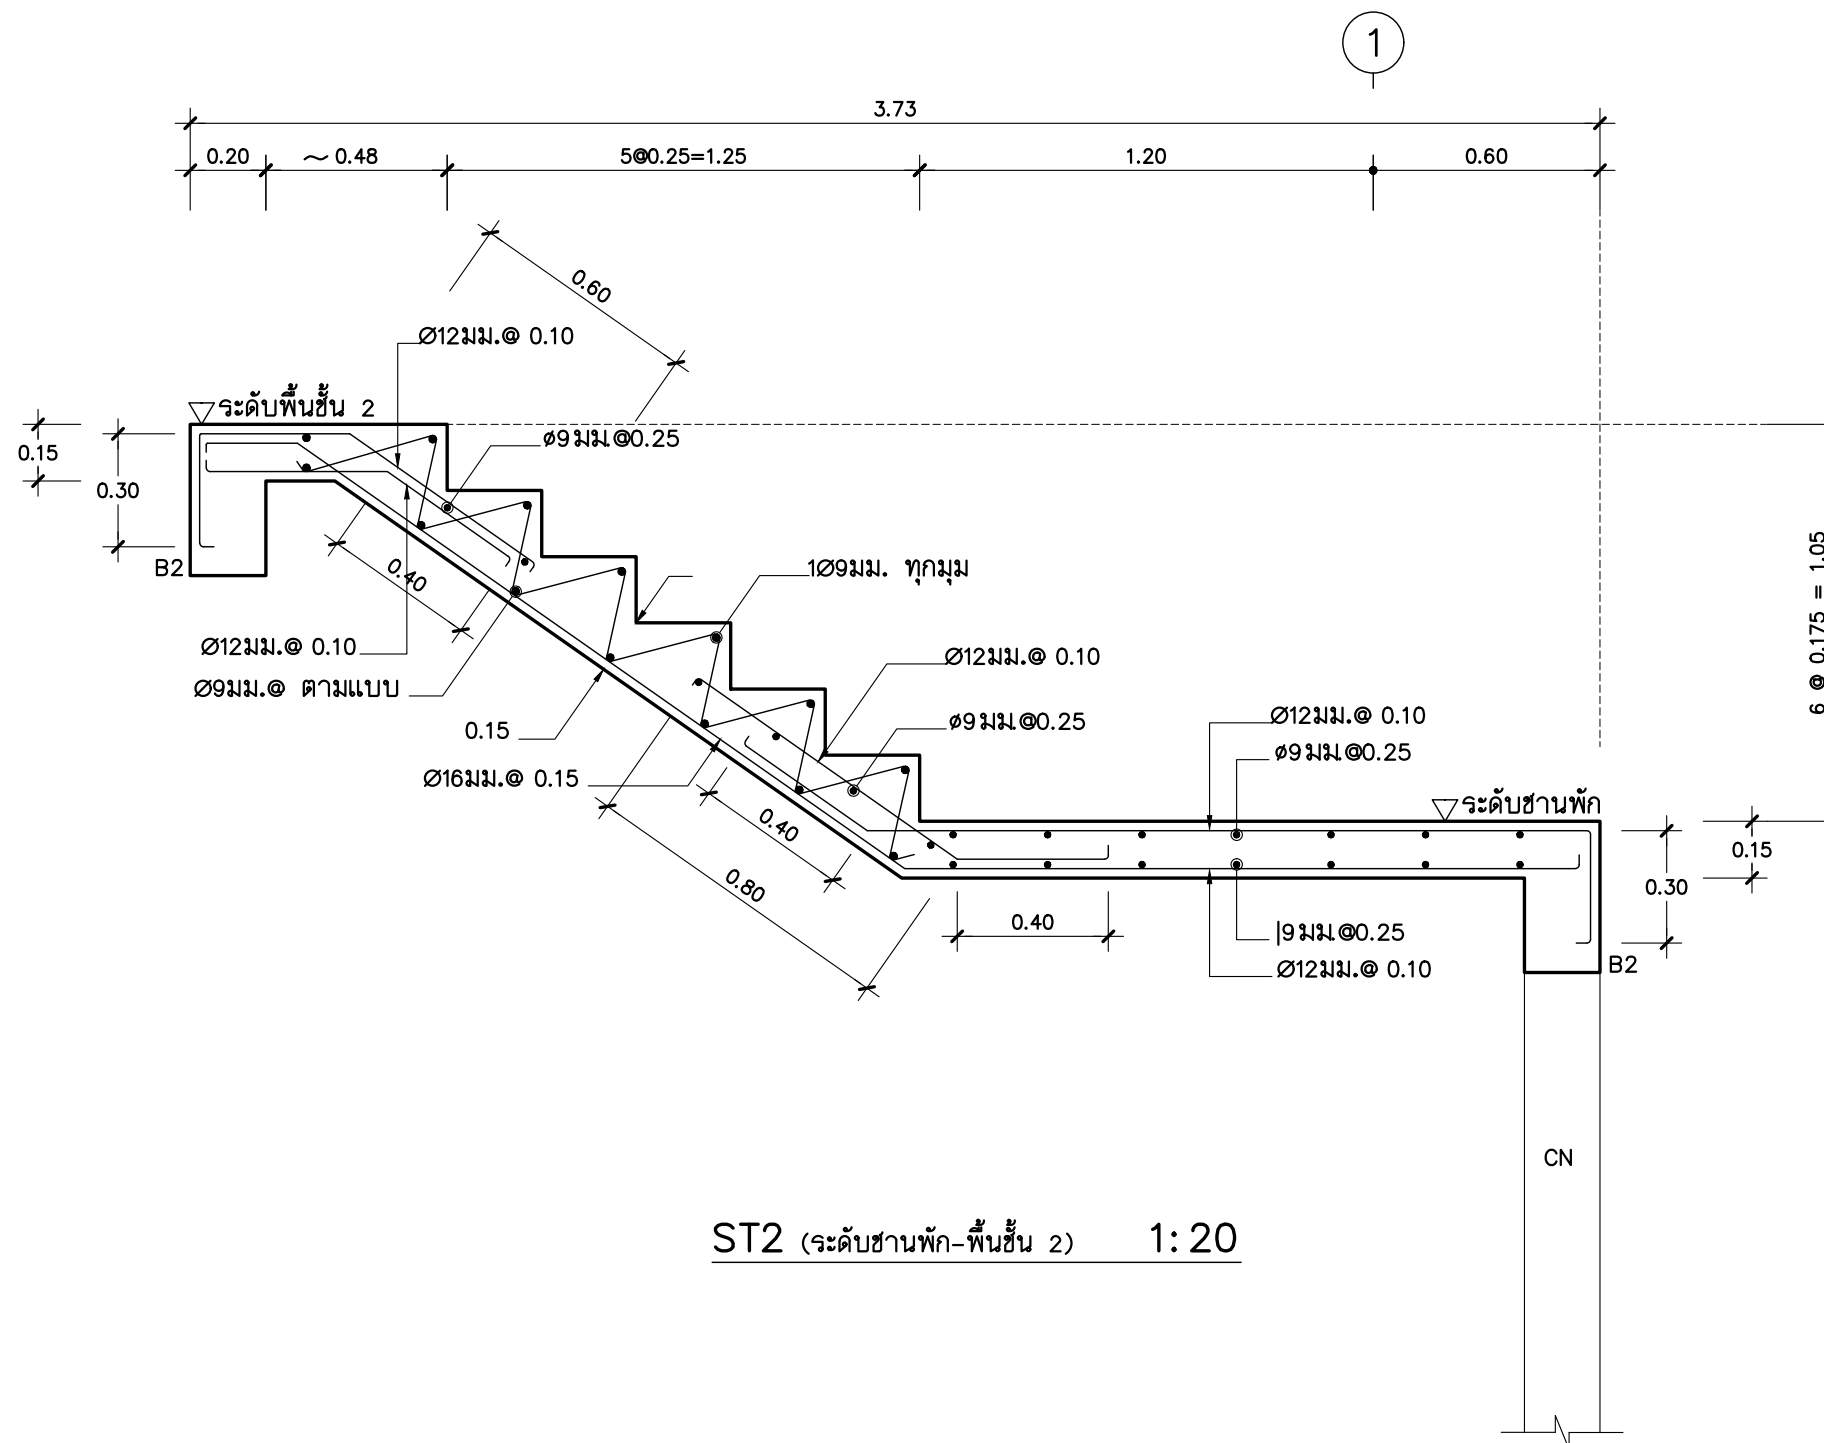 1
3.73
0.20
~ 0.48
5@0.25=1.25
1.20
0.60
0.60
Ø12มม.@ 0.10
ระดับพื้นชั้น 2
ø9มม.@0.25
0.15
0.30
B2
0.40
1Ø9มม. ทุกมุม
6 @ 0.175 = 1.05
Ø12มม.@ 0.10
Ø9มม.@ ตามแบบ
Ø12มม.@ 0.10
0.15
ø9มม.@0.25
Ø12มม.@ 0.10
ø9มม.@0.25
Ø16มม.@ 0.15
ระดับชานพัก
0.40
0.15
0.80
0.30
0.40
|9มม.@0.25
Ø12มม.@ 0.10
B2
CN
ST2 (ระดับชานพัก-พื้นชั้น 2) 1:20